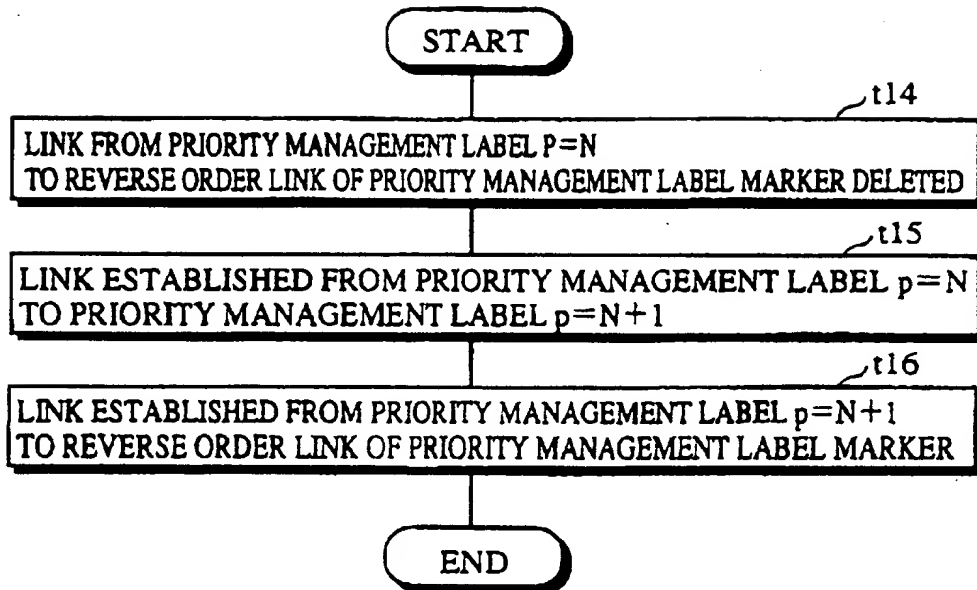 START
t14
LINK FROM PRIORITY MANAGEMENT LABEL P=N
TO REVERSE ORDER LINK OF PRIORITY MANAGEMENT LABEL MARKER DELETED
t15
LINK ESTABLISHED FROM PRIORITY MANAGEMENT LABEL p=N
TO PRIORITY MANAGEMENT LABEL p=N+1
t16
LINK ESTABLISHED FROM PRIORITY MANAGEMENT LABEL p=N+1
TO REVERSE ORDER LINK OF PRIORITY MANAGEMENT LABEL MARKER
END